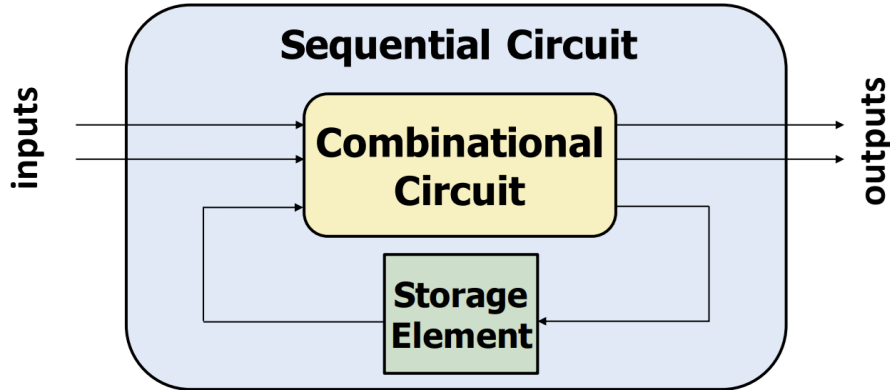 Sequential Circuit
inputs
Combinational
Circuit
outputs
Storage
Element